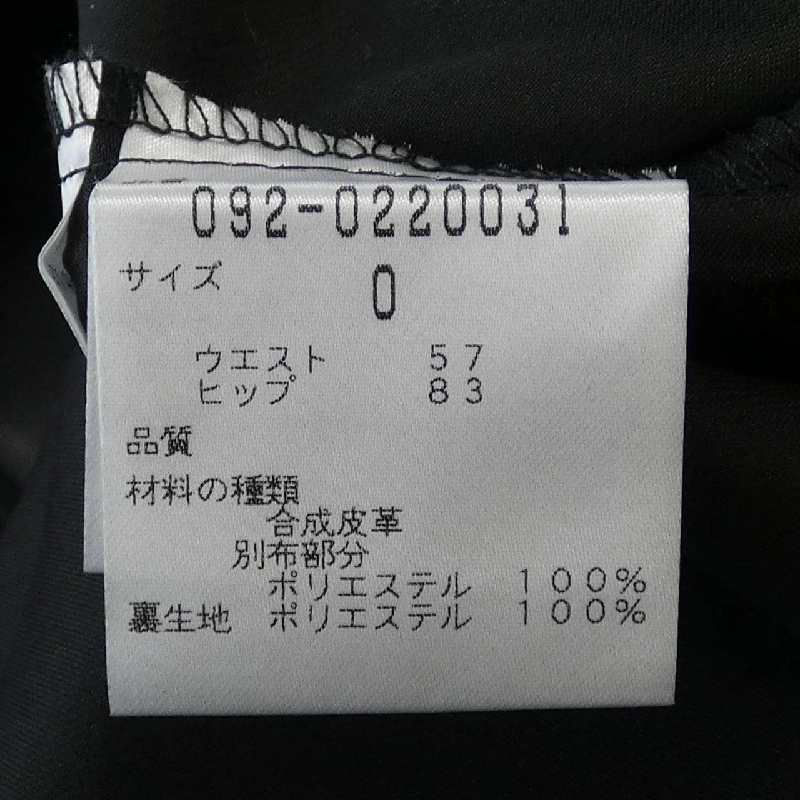 092-0220031
サイズ 0
ウエスト 57
ヒップ 83
品質
材料の種類
合成皮革
別布部分
ポリエステル 100%
裏生地 ポリエステル 100%